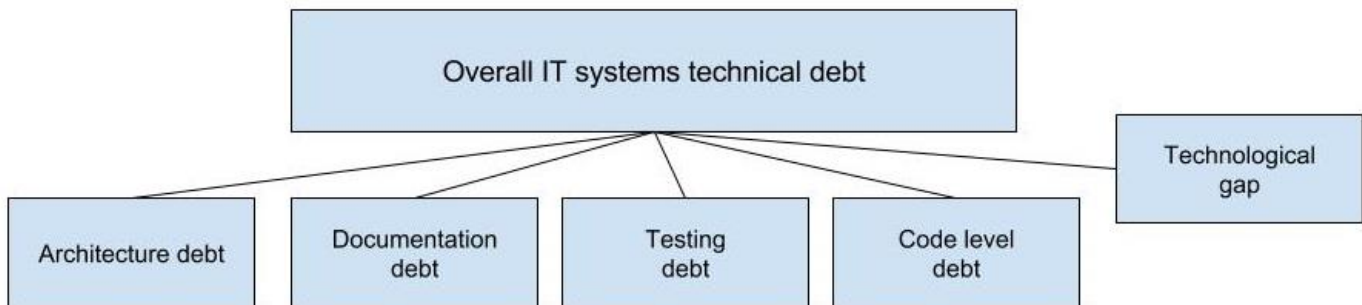 Overall IT systems technical debt
Technological
gap
Architecture debt
Documentation
debt
Testing
debt
Code level
debt